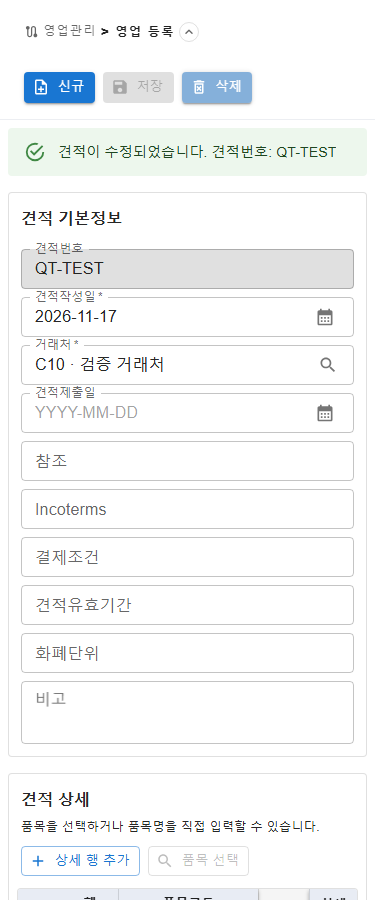 영업관리 > 영업 등록
신규 저장 삭제
견적이 수정되었습니다. 견적번호: QT-TEST
견적 기본정보
견적번호
QT-TEST
견적작성일 *
2026-11-17
거래처 *
C10 · 검증 거래처
견적제출일
YYYY-MM-DD
참조
Incoterms
결제조건
견적유효기간
화폐단위
비고
견적 상세
품목을 선택하거나 품목명을 직접 입력할 수 있습니다.
상세 행 추가 품목 선택